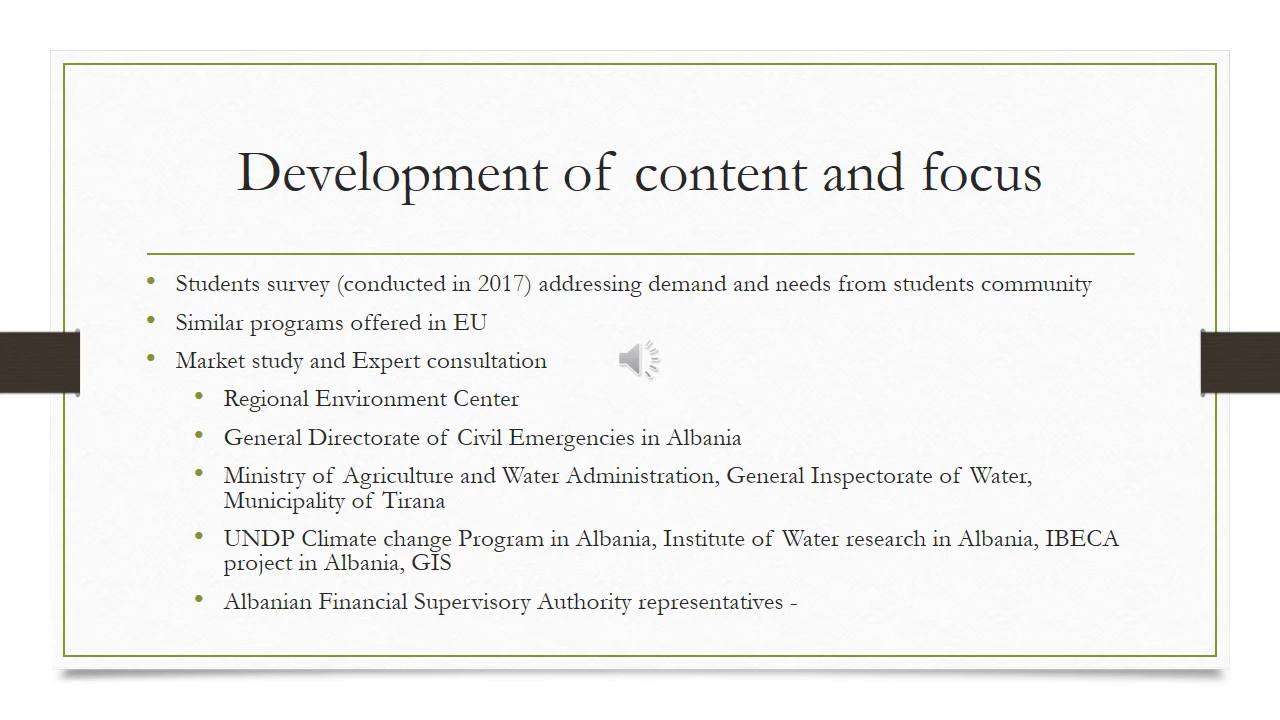 Development of content and focus
• Students survey (conducted in 2017) addressing demand and needs from students community
• Similar programs offered in EU
• Market study and Expert consultation
• Regional Environment Center
• General Directorate of Civil Emergencies in Albania
• Ministry of Agriculture and Water Administration, General Inspectorate of Water,
Municipality of Tirana
• UNDP Climate change Program in Albania, Institute of Water research in Albania, IBECA
project in Albania, GIS
• Albanian Financial Supervisory Authority representatives -